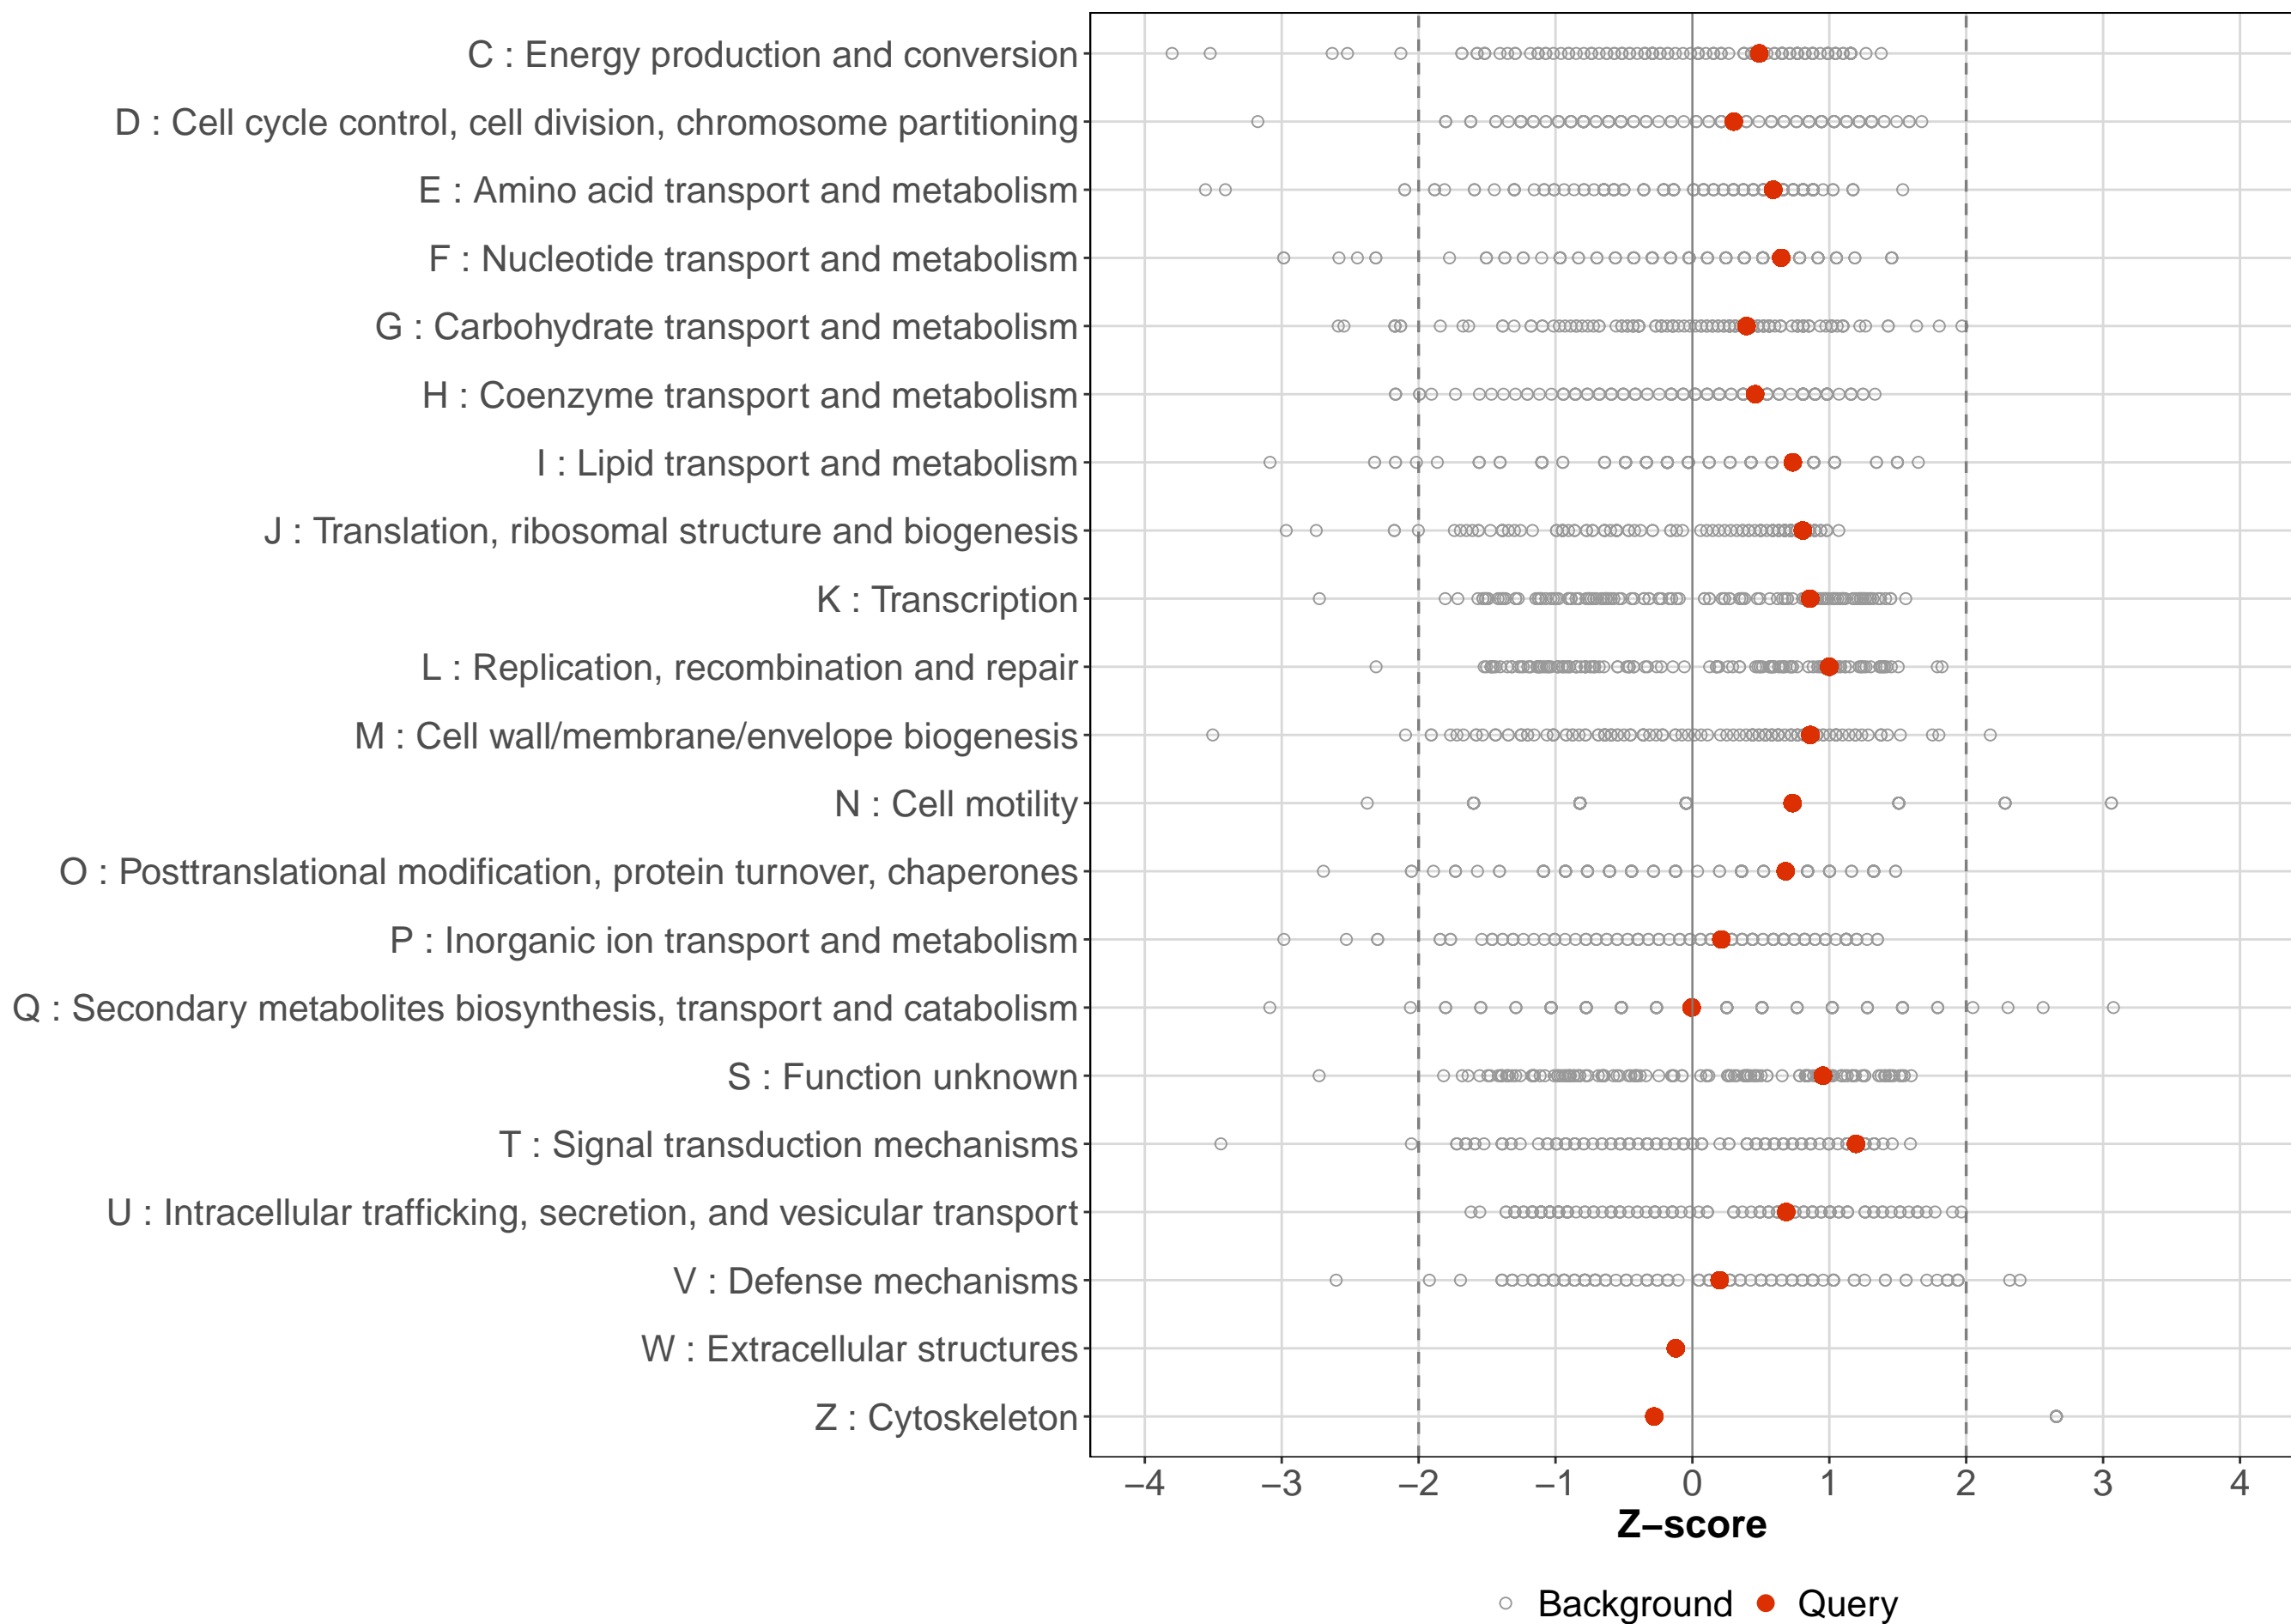 C : Energy production and conversion
D : Cell cycle control, cell division, chromosome partitioning
E : Amino acid transport and metabolism
F : Nucleotide transport and metabolism
G : Carbohydrate transport and metabolism
H : Coenzyme transport and metabolism
I : Lipid transport and metabolism
J : Translation, ribosomal structure and biogenesis
K : Transcription
L : Replication, recombination and repair
M : Cell wall/membrane/envelope biogenesis
N : Cell motility
O : Posttranslational modification, protein turnover, chaperones
P : Inorganic ion transport and metabolism
Q : Secondary metabolites biosynthesis, transport and catabolism
S : Function unknown
T : Signal transduction mechanisms
U : Intracellular trafficking, secretion, and vesicular transport
V : Defense mechanisms
W : Extracellular structures
Z : Cytoskeleton
−4 −3 −2 −1 0 1 2 3 4
Z−score
Background Query